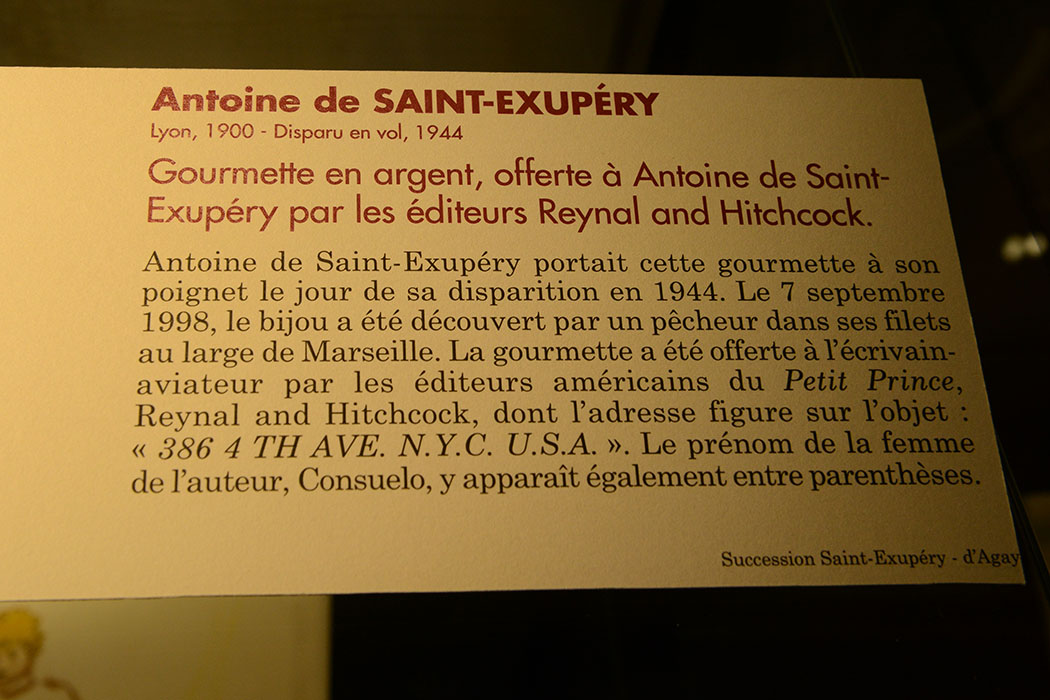 Antoine de SAINT-EXUPÉRY
Lyon, 1900 - Disparu en vol, 1944
Gourmette en argent, offerte à Antoine de Saint-
Exupéry par les éditeurs Reynal and Hitchcock.
Antoine de Saint-Exupéry portait cette gourmette à son
poignet le jour de sa disparition en 1944. Le 7 septembre
1998, le bijou a été découvert par un pêcheur dans ses filets
au large de Marseille. La gourmette a été offerte à l’écrivain-
aviateur par les éditeurs américains du Petit Prince,
Reynal and Hitchcock, dont l’adresse figure sur l’objet :
« 386 4 TH AVE. N.Y.C. U.S.A. ». Le prénom de la femme
de l’auteur, Consuelo, y apparaît également entre parenthèses.
Succession Saint-Exupéry - d’Agay